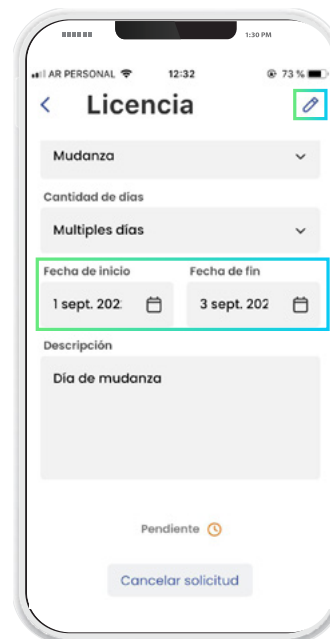 1:30 PM
AR PERSONAL 12:32 73 %
Licencia
Mudanza
Cantidad de días
Multiples días
Fecha de inicio Fecha de fin
1 sept. 202 3 sept. 202
Descripción
Día de mudanza
Pendiente
Cancelar solicitud